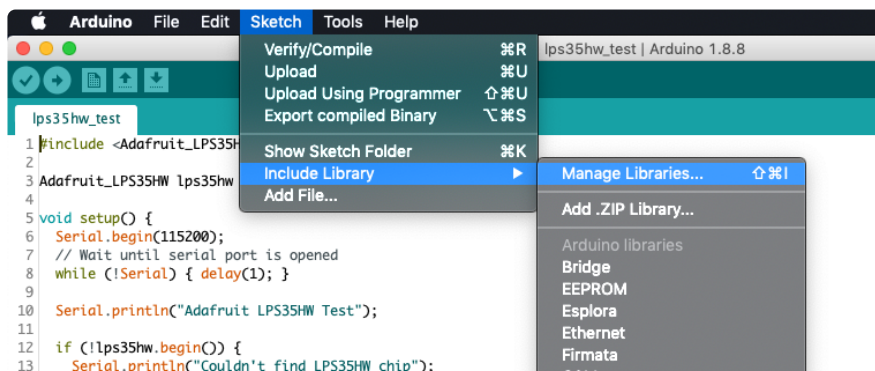 Arduino File Edit Sketch Tools Help
lps35hw_test | Arduino 1.8.8
Verify/Compile ⌘R
Upload ⌘U
Upload Using Programmer ⇧⌘U
Export compiled Binary ⌥⌘S
Show Sketch Folder ⌘K
Include Library ▶
Add File...
Manage Libraries... ⇧⌘I
Add .ZIP Library...
Arduino libraries
Bridge
EEPROM
Esplora
Ethernet
Firmata
lps35hw_test
1 #include <Adafruit_LPS35H
2
3 Adafruit_LPS35HW lps35hw
4
5 void setup() {
6 Serial.begin(115200);
7 // Wait until serial port is opened
8 while (!Serial) { delay(1); }
9
10 Serial.println("Adafruit LPS35HW Test");
11
12 if (!lps35hw.begin()) {
13 Serial.println("Couldn't find LPS35HW chip");